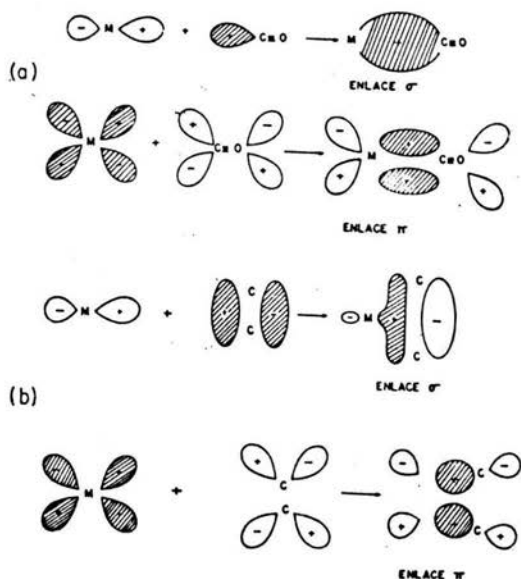 - M + + + C≡O M + C≡O
ENLACE σ
(a)
+ - - -
M + C≡O M + C≡O
- + + + +
ENLACE π
C C
- M + + + + - M + -
C C
ENLACE σ
(b)
+ - - - C -
M + C
C
- + + - C +
ENLACE π